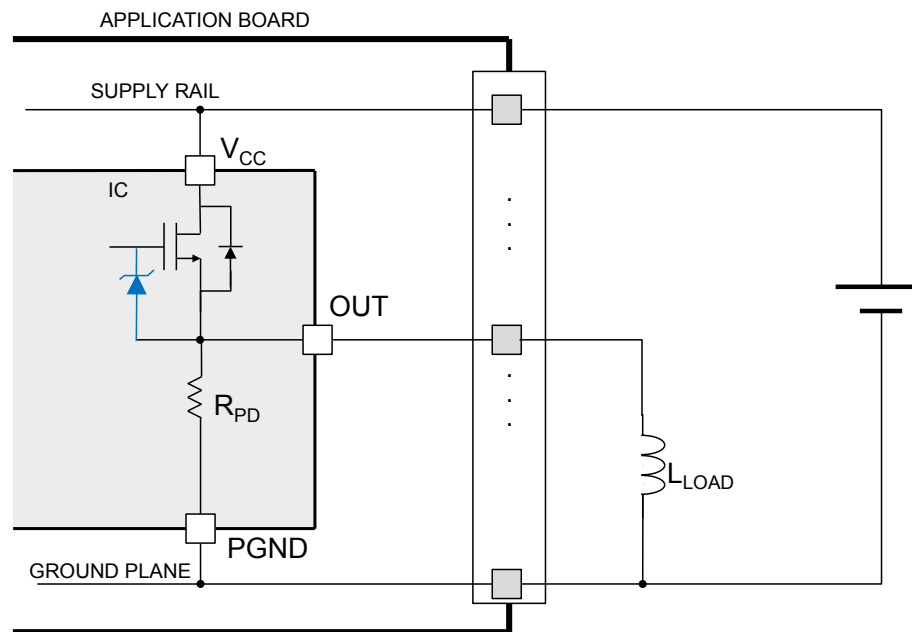 APPLICATION BOARD
SUPPLY RAIL
VCC
IC
OUT
RPD
LLOAD
PGND
GROUND PLANE